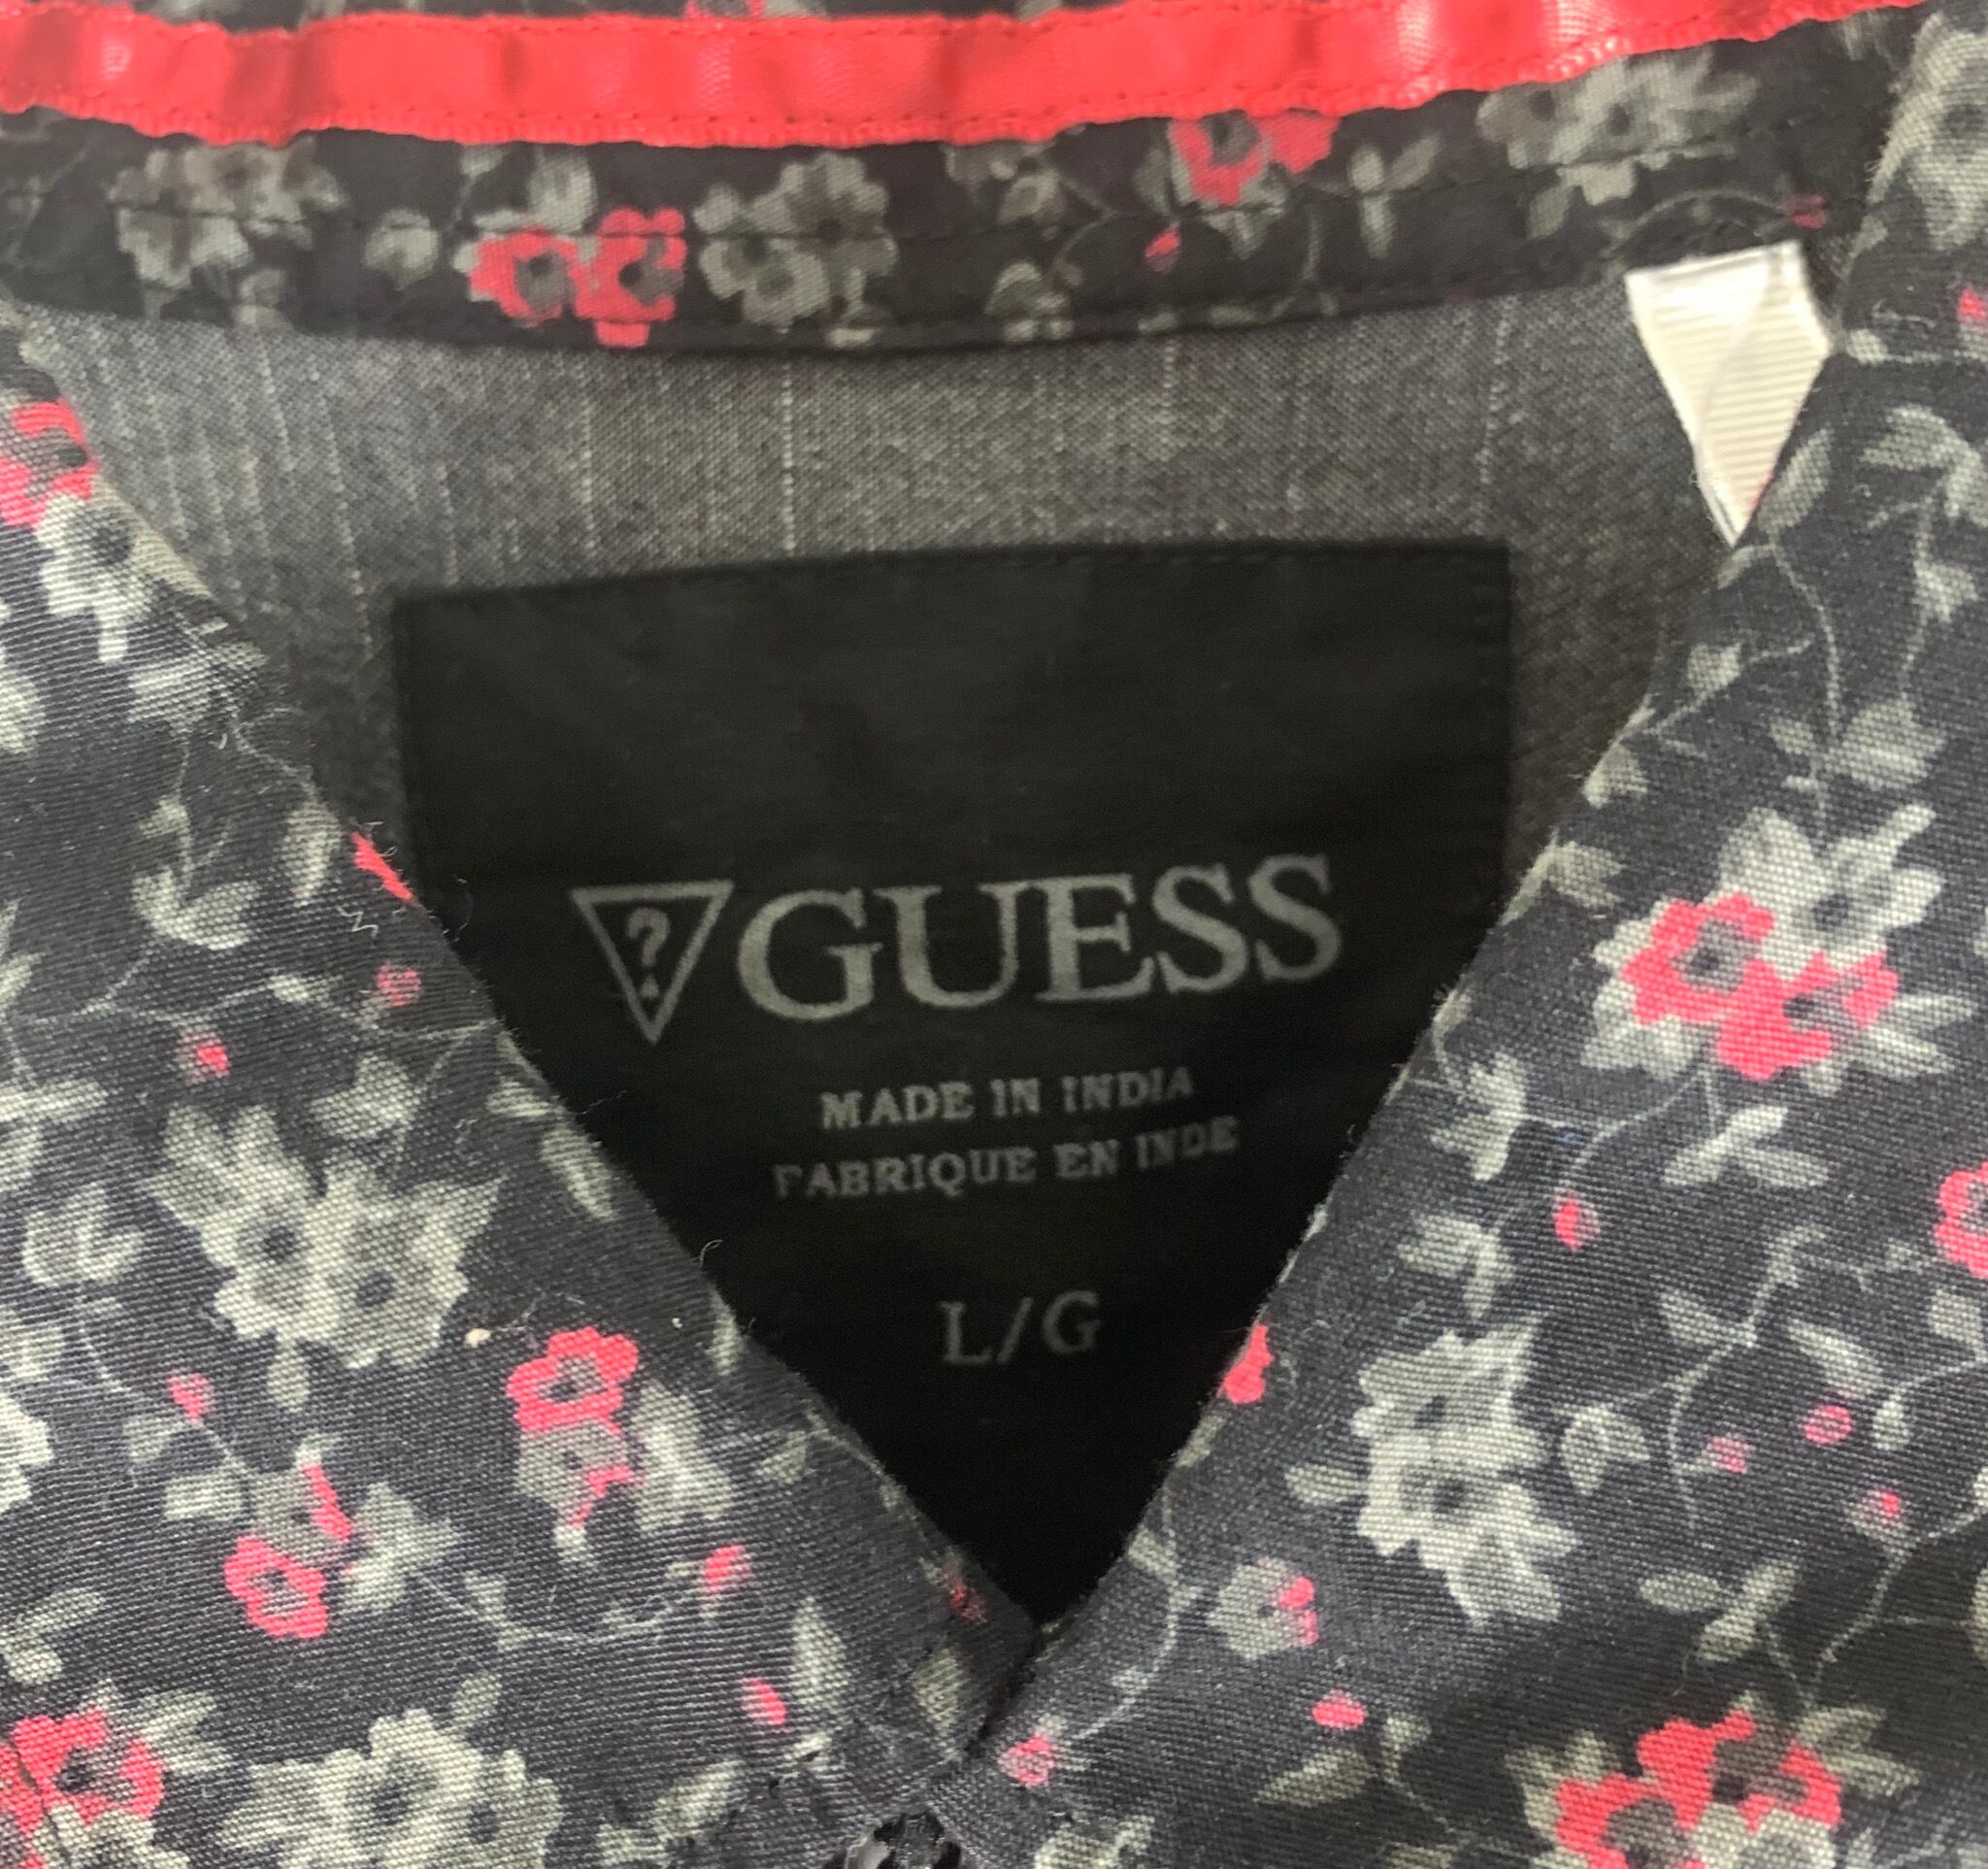 ? GUESS
MADE IN INDIA
FABRIQUE EN INDE
L/G